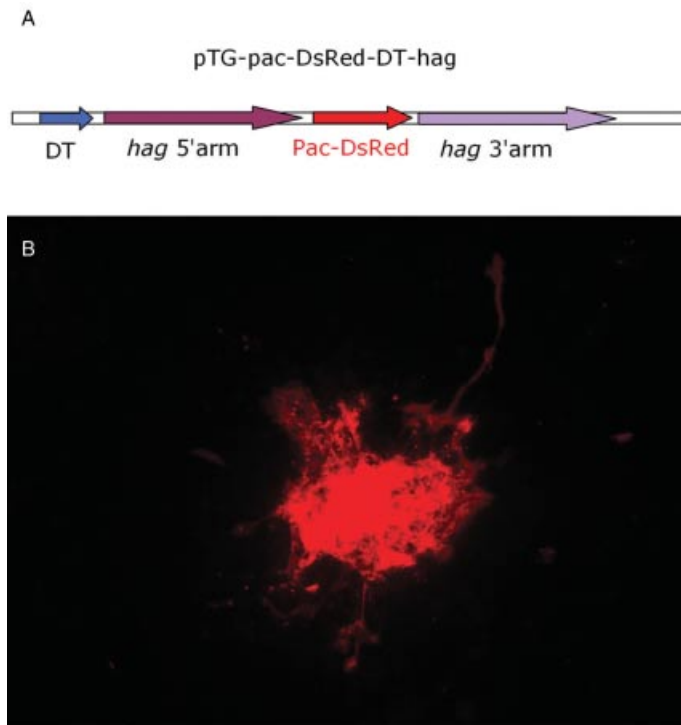 A
pTG-pac-DsRed-DT-hag
DT
hag 5'arm
Pac-DsRed
hag 3'arm
B